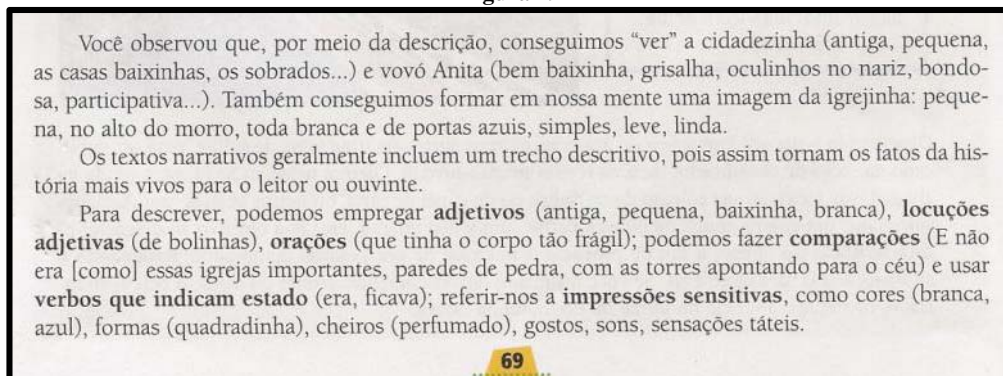 Você observou que, por meio da descrição, conseguimos “ver” a cidadezinha (antiga, pequena,
as casas baixinhas, os sobrados...) e vovó Anita (bem baixinha, grisalha, oculinhos no nariz, bondo-
sa, participativa...). Também conseguimos formar em nossa mente uma imagem da igrejinha: peque-
na, no alto do morro, toda branca e de portas azuis, simples, leve, linda.
Os textos narrativos geralmente incluem um trecho descritivo, pois assim tornam os fatos da his-
tória mais vivos para o leitor ou ouvinte.
Para descrever, podemos empregar adjetivos (antiga, pequena, baixinha, branca), locuções
adjetivas (de bolinhas), orações (que tinha o corpo tão frágil); podemos fazer comparações (E não
era [como] essas igrejas importantes, paredes de pedra, com as torres apontando para o céu) e usar
verbos que indicam estado (era, ficava); referir-nos a impressões sensitivas, como cores (branca,
azul), formas (quadradinha), cheiros (perfumado), gostos, sons, sensações táteis.
69